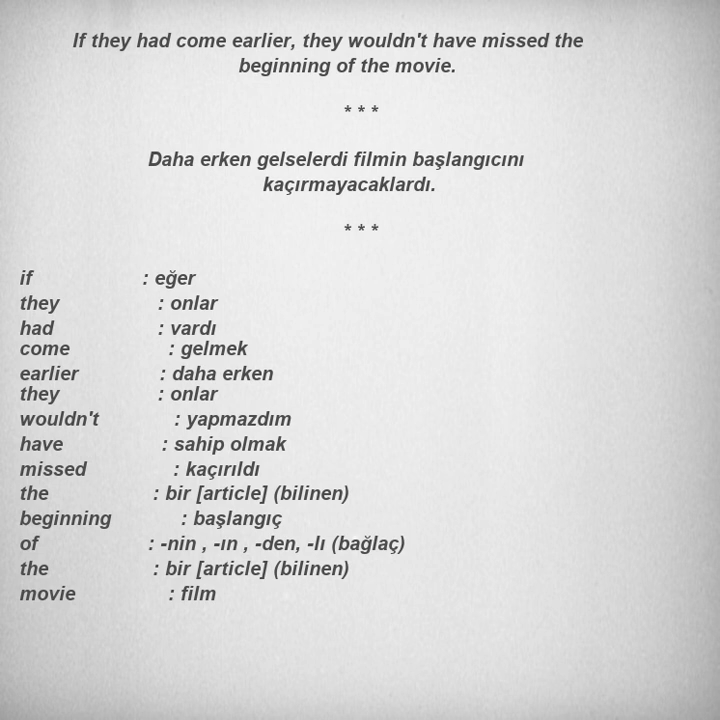 If they had come earlier, they wouldn't have missed the
beginning of the movie.
* * *
Daha erken gelselerdi filmin başlangıcını
kaçırmayacaklardı.
* * *
if : eğer
they : onlar
had : vardı
come : gelmek
earlier : daha erken
they : onlar
wouldn't : yapmazdım
have : sahip olmak
missed : kaçırıldı
the : bir [article] (bilinen)
beginning : başlangıç
of : -nin , -ın , -den, -lı (bağlaç)
the : bir [article] (bilinen)
movie : film